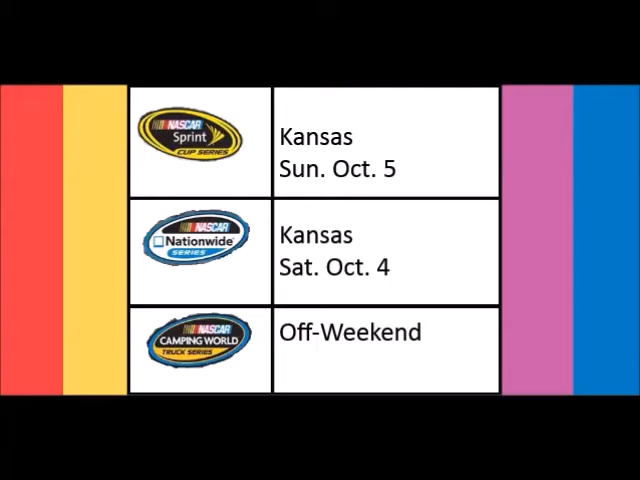 NASCAR
Sprint
CUP SERIES
Kansas
Sun. Oct. 5
NASCAR
Nationwide
SERIES
Kansas
Sat. Oct. 4
NASCAR
CAMPING WORLD
TRUCK SERIES
Off-Weekend